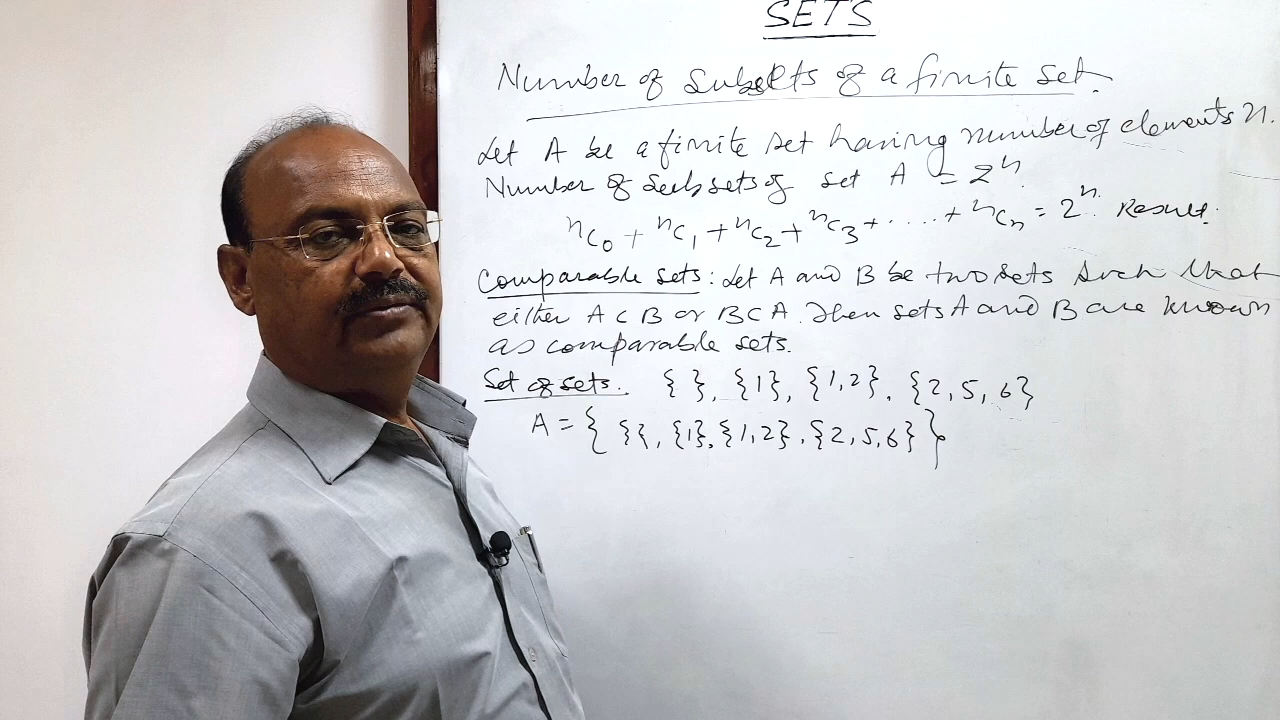 SETS
Number of subsets of a finite set.
Let A be a finite set having number of elements n.
Number of subsets of set A = 2ⁿ.
ⁿC₀ + ⁿC₁ + ⁿC₂ + ⁿC₃ + ..... + ⁿCₙ = 2ⁿ. Result.
Comparable sets: Let A and B be two sets such that
either A ⊂ B or B ⊂ A. Then sets A and B are known
as comparable sets.
Set of sets. { }, {1}, {1,2}, {2, 5, 6}
A = { { }, {1}, {1,2}, {2,5,6} }